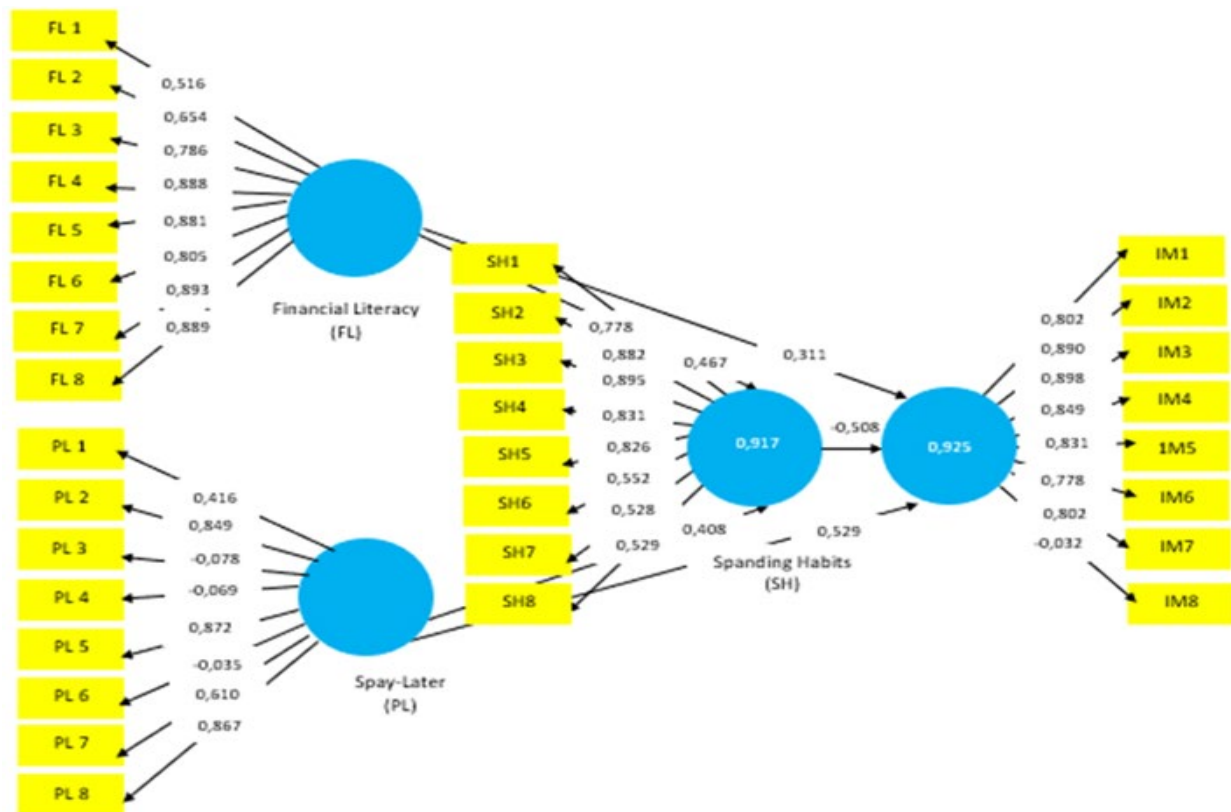 FL 1
FL 2
FL 3
FL 4
FL 5
FL 6
FL 7
FL 8
0,516
0,654
0,786
0,888
0,881
0,805
0,893
0,889
Financial Literacy
(FL)
PL 1
PL 2
PL 3
PL 4
PL 5
PL 6
PL 7
PL 8
0,416
0,849
-0,078
-0,069
0,872
-0,035
0,610
0,867
Spay-Later
(PL)
SH1
SH2
SH3
SH4
SH5
SH6
SH7
SH8
0,778
0,882
0,895
0,831
0,826
0,552
0,528
0,529
0,467
0,311
0,408
0,529
0,917
-0,508
0,925
Spanding Habits
(SH)
0,802
0,890
0,898
0,849
0,831
0,778
0,802
-0,032
IM1
IM2
IM3
IM4
1M5
IM6
IM7
IM8